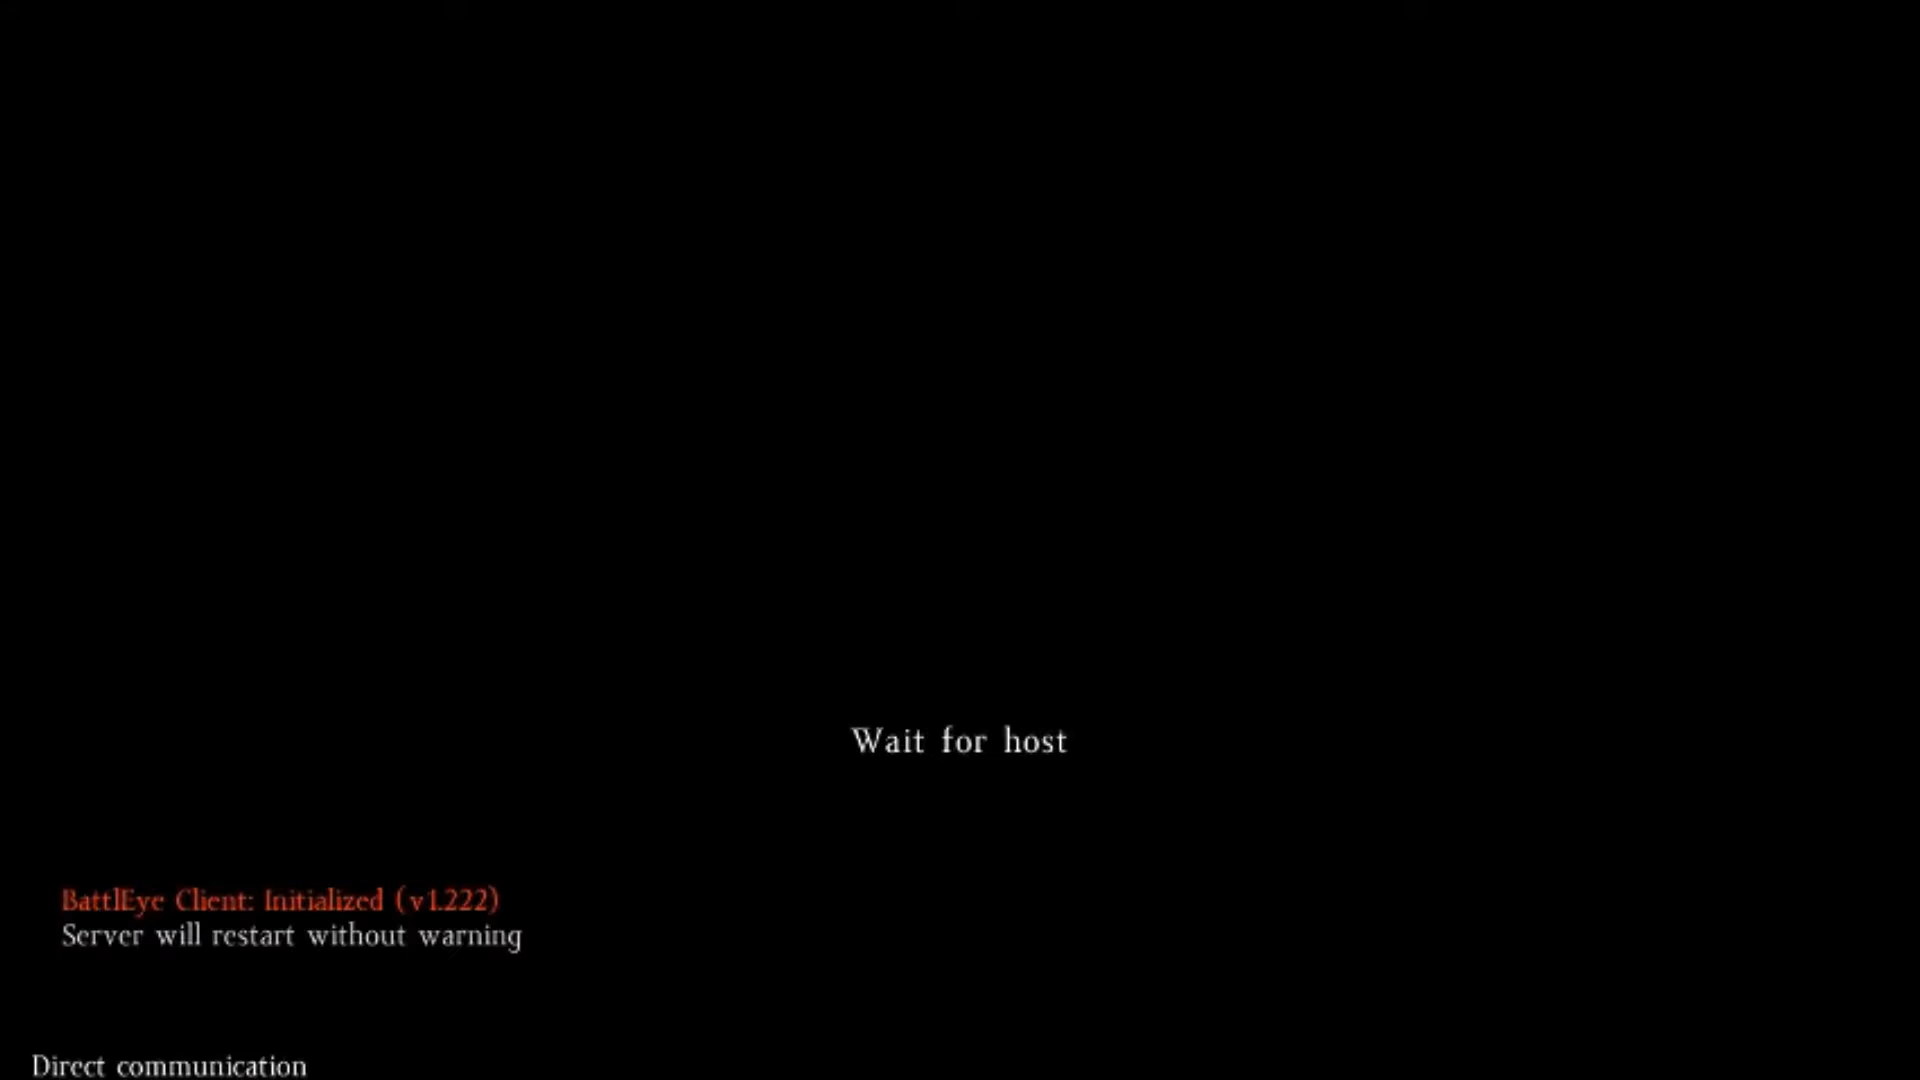 Wait for host
BattlEye Client: Initialized (v1.222)
Server will restart without warning
Direct communication